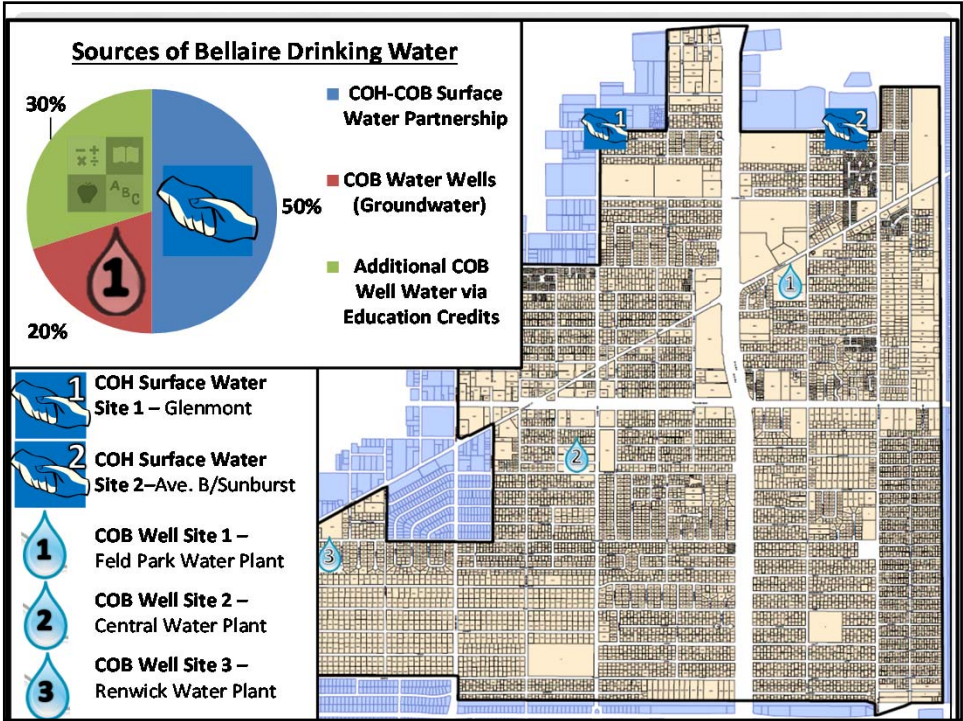 Sources of Bellaire Drinking Water
30%
− +
× ÷
A B C
1
50%
20%
COH-COB Surface
Water Partnership
COB Water Wells
(Groundwater)
Additional COB
Well Water via
Education Credits
1
2
1
2
3
1
COH Surface Water
Site 1 – Glenmont
2
COH Surface Water
Site 2–Ave. B/Sunburst
1
COB Well Site 1 –
Feld Park Water Plant
2
COB Well Site 2 –
Central Water Plant
3
COB Well Site 3 –
Renwick Water Plant